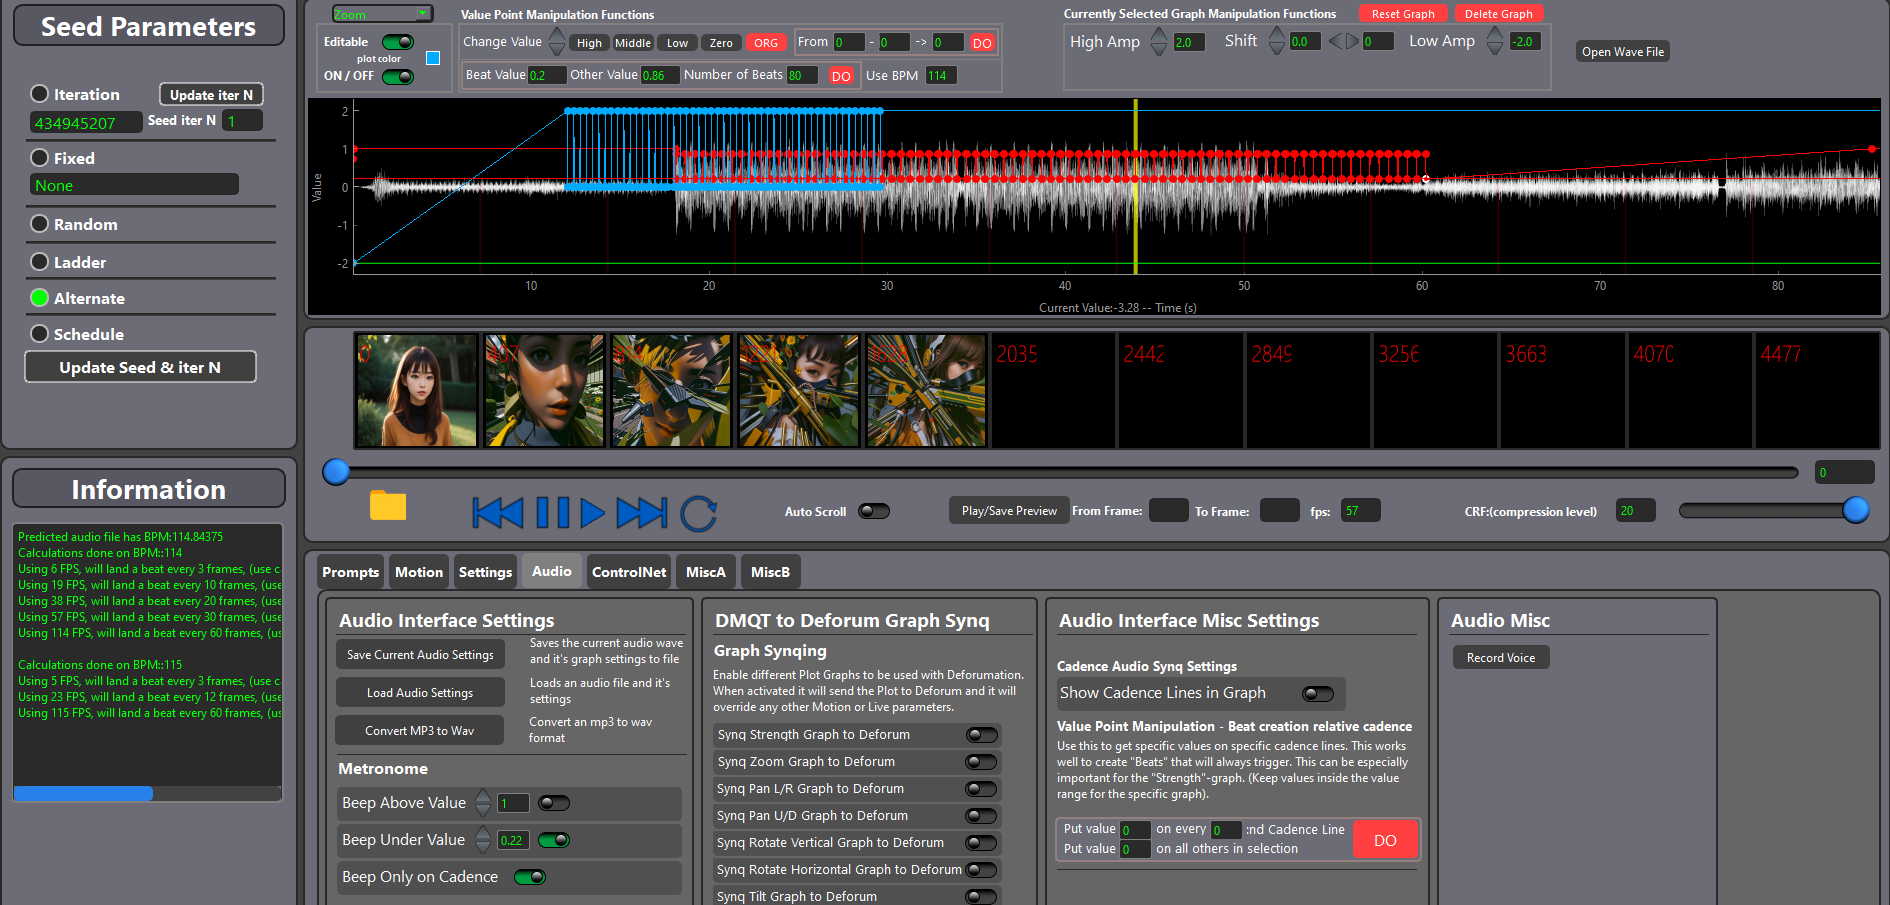 Seed Parameters
Iteration
Update iter N
434945207
Seed iter N
1
Fixed
None
Random
Ladder
Alternate
Schedule
Update Seed & iter N
Information
Predicted audio file has BPM:114.84375
Calculations done on BPM::114
Using 6 FPS, will land a beat every 3 frames, (use c
Using 19 FPS, will land a beat every 10 frames, (use
Using 38 FPS, will land a beat every 20 frames, (use
Using 57 FPS, will land a beat every 30 frames, (use
Using 114 FPS, will land a beat every 60 frames, (us
Calculations done on BPM::115
Using 5 FPS, will land a beat every 3 frames, (use c
Using 23 FPS, will land a beat every 12 frames, (use
Using 115 FPS, will land a beat every 60 frames, (us
Zoom
Editable
plot color
ON / OFF
Value Point Manipulation Functions
Change Value
High
Middle
Low
Zero
ORG
From 0 - 0 -> 0 DO
Beat Value 0.2 Other Value 0.86 Number of Beats 80 DO Use BPM 114
Currently Selected Graph Manipulation Functions
Reset Graph
Delete Graph
High Amp 2.0 Shift 0.0 0 Low Amp -2.0
Open Wave File
Value
2
1
0
-1
-2
10 20 30 40 50 60 70 80
Current Value:-3.28 -- Time (s)
0 407 2035 2442 2849 3256 3663 4070 4477
0
Auto Scroll
Play/Save Preview
From Frame:
To Frame:
fps: 57
CRF:(compression level) 20
Prompts
Motion
Settings
Audio
ControlNet
MiscA
MiscB
Audio Interface Settings
Save Current Audio Settings
Saves the current audio wave
and it's graph settings to file
Load Audio Settings
Loads an audio file and it's
settings
Convert MP3 to Wav
Convert an mp3 to wav
format
Metronome
Beep Above Value 1
Beep Under Value 0.22
Beep Only on Cadence
DMQT to Deforum Graph Synq
Graph Synqing
Enable different Plot Graphs to be used with Deforumation.
When activated it will send the Plot to Deforum and it will
override any other Motion or Live parameters.
Synq Strength Graph to Deforum
Synq Zoom Graph to Deforum
Synq Pan L/R Graph to Deforum
Synq Pan U/D Graph to Deforum
Synq Rotate Vertical Graph to Deforum
Synq Rotate Horizontal Graph to Deforum
Synq Tilt Graph to Deforum
Audio Interface Misc Settings
Cadence Audio Synq Settings
Show Cadence Lines in Graph
Value Point Manipulation - Beat creation relative cadence
Use this to get specific values on specific cadence lines. This works
well to create "Beats" that will always trigger. This can be especially
important for the "Strength"-graph. (Keep values inside the value
range for the specific graph).
Put value 0 on every 0 :nd Cadence Line
Put value 0 on all others in selection
DO
Audio Misc
Record Voice